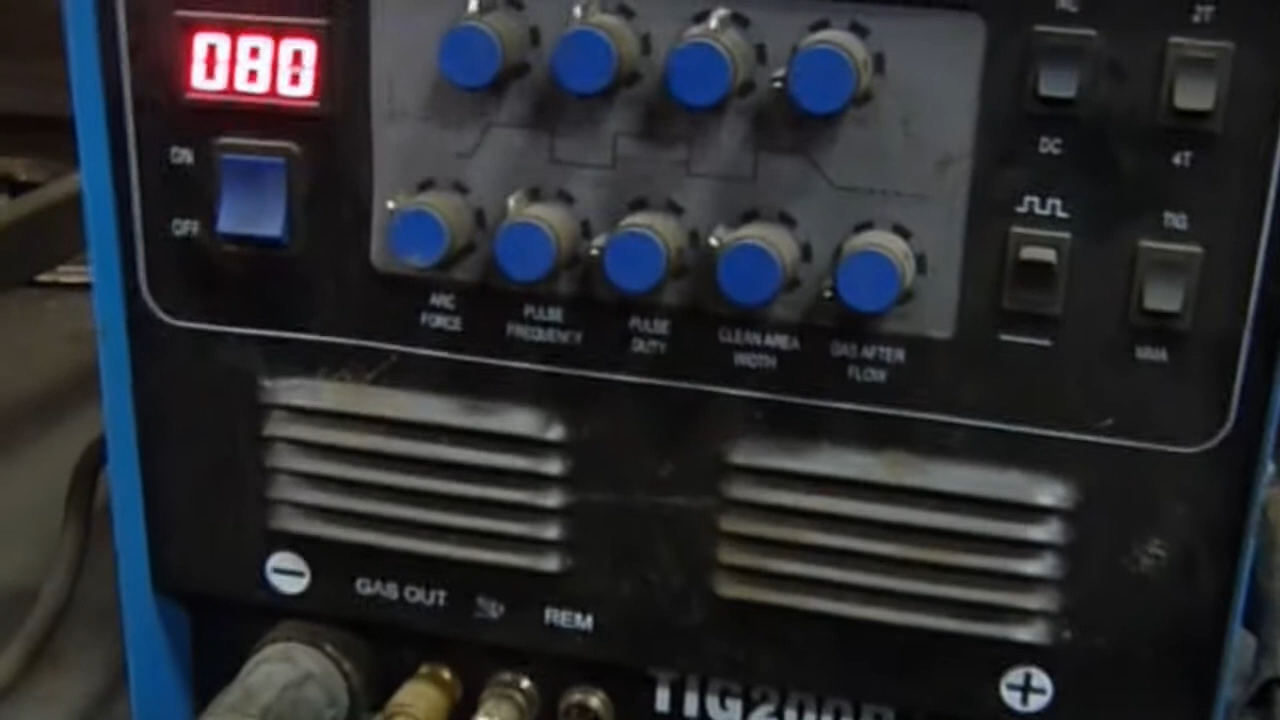 080
2T
ON
OFF
DC
4T
TIG
MMA
ARC
FORCE
PULSE
FREQUENCY
PULSE
DUTY
CLEAN AREA
WIDTH
GAS AFTER
FLOW
GAS OUT
REM